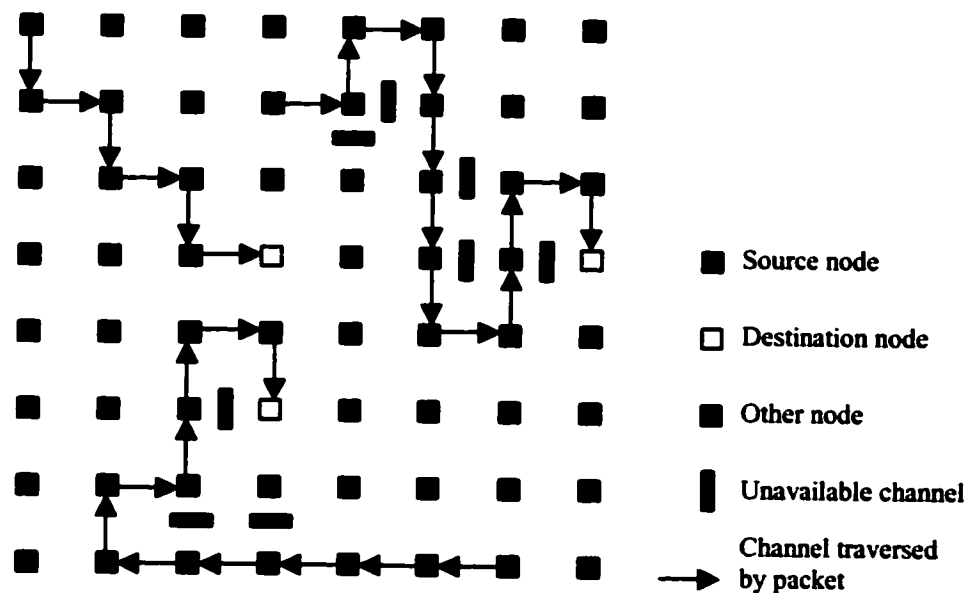 Source node
Destination node
Other node
Unavailable channel
Channel traversed
by packet